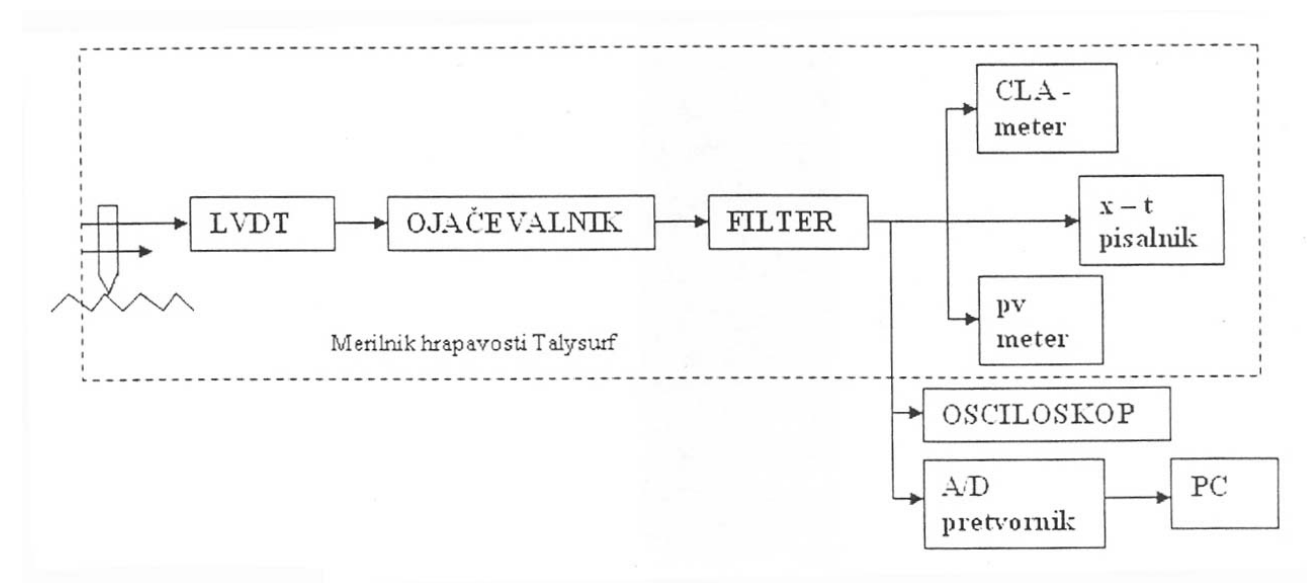 CLA -
meter
LVDT
OJAČEVALNIK
FILTER
x – t
pisalnik
pv
meter
Merilnik hrapavosti Talysurf
OSCILOSKOP
A/D
pretvornik
PC